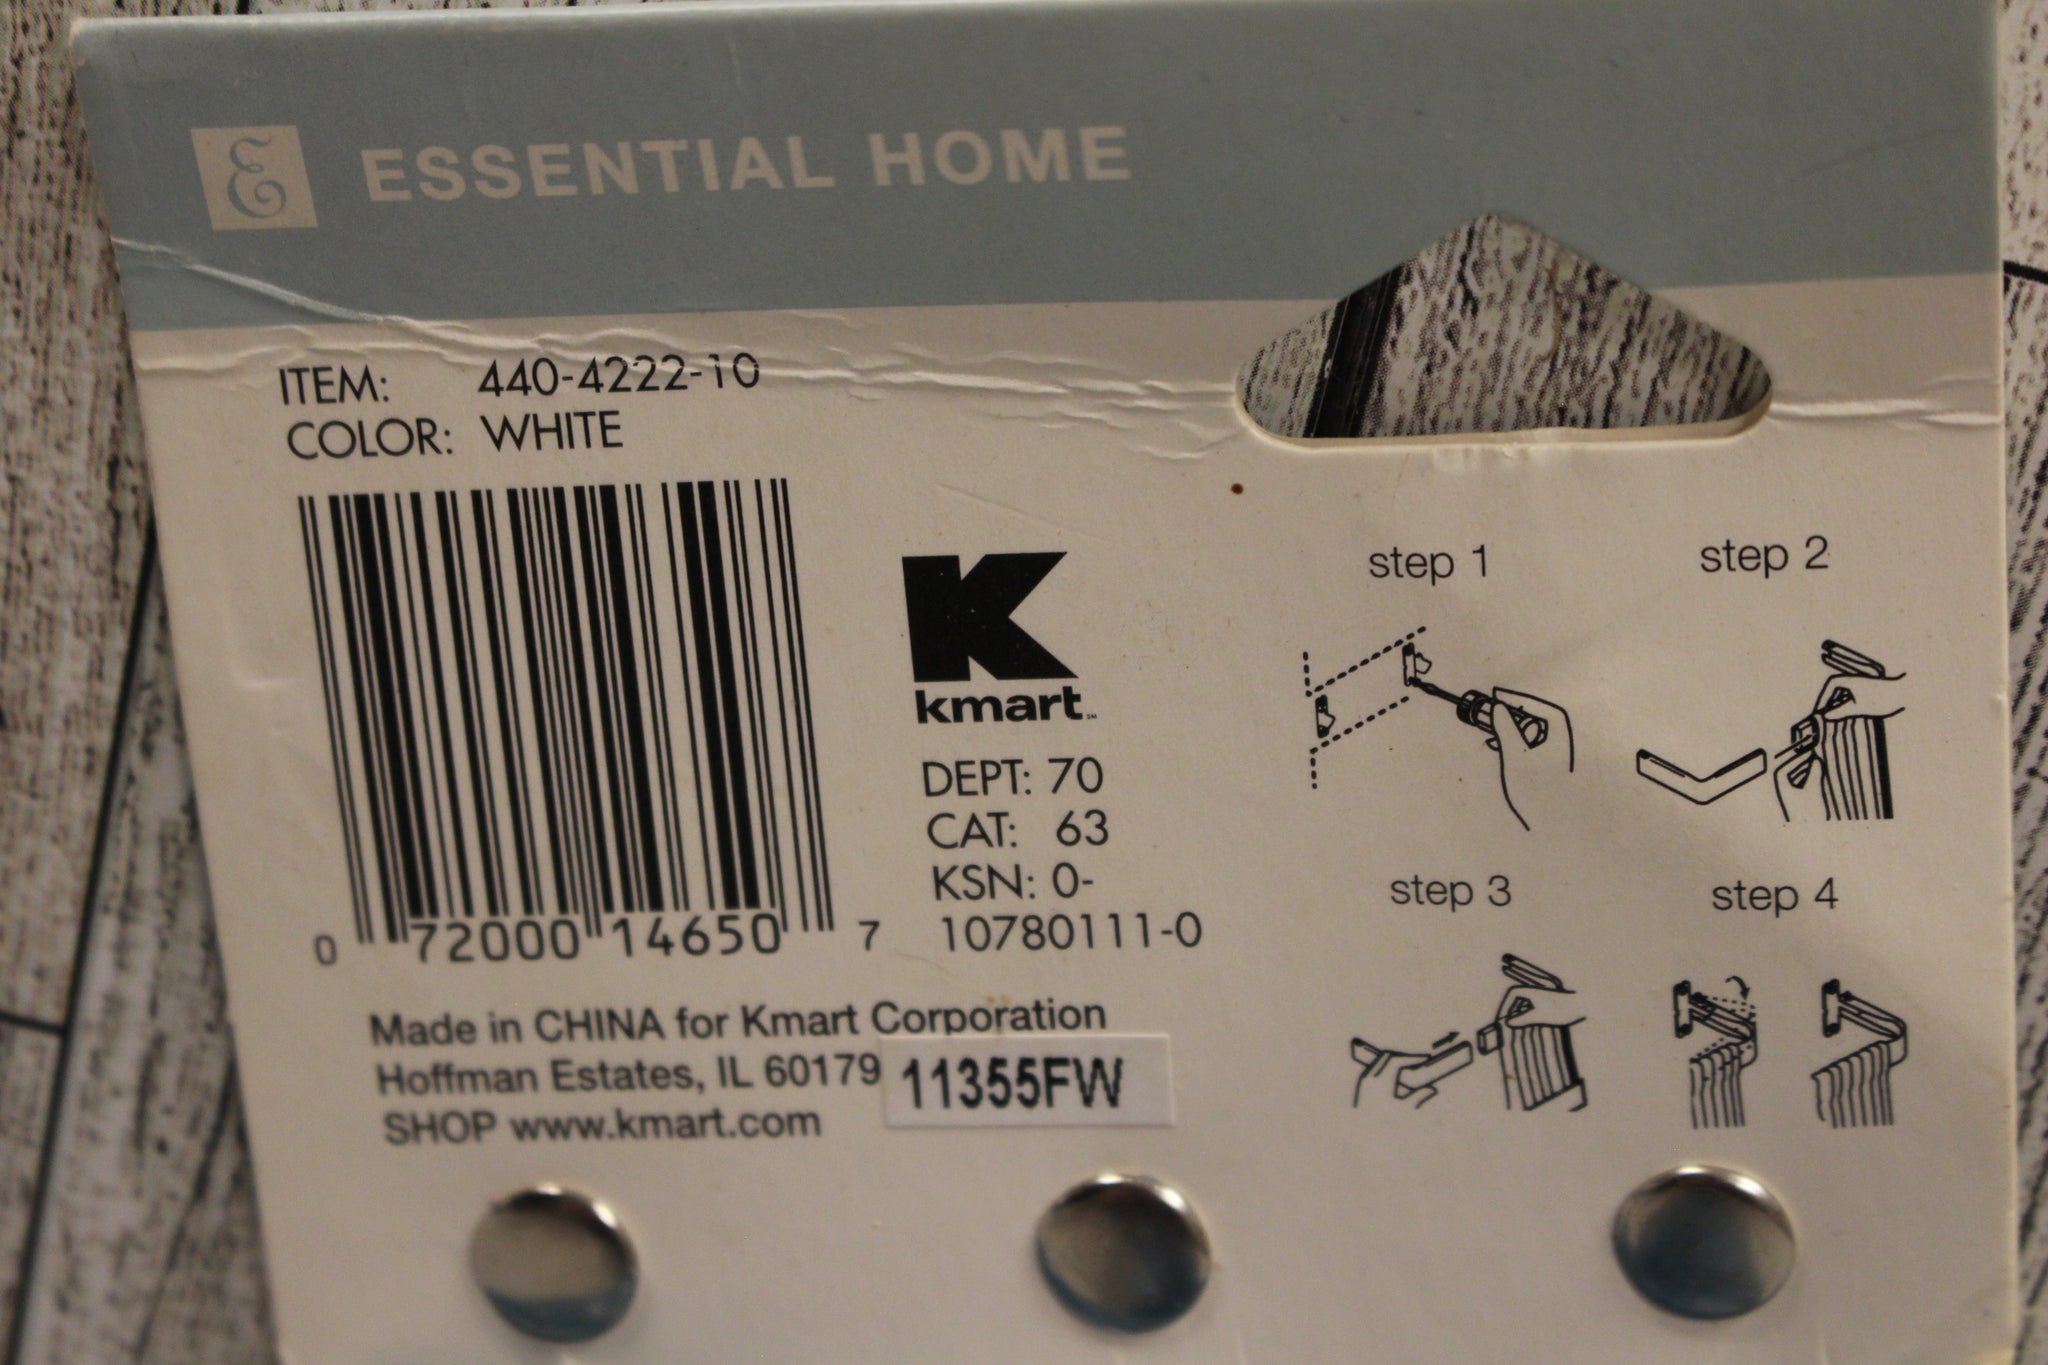 E ESSENTIAL HOME
ITEM: 440-4222-10
COLOR: WHITE
0 72000 14650 7
K
kmart SM
DEPT: 70
CAT: 63
KSN: 0-
10780111-0
Made in CHINA for Kmart Corporation
Hoffman Estates, IL 60179
SHOP www.kmart.com
11355FW
step 1
step 2
step 3
step 4